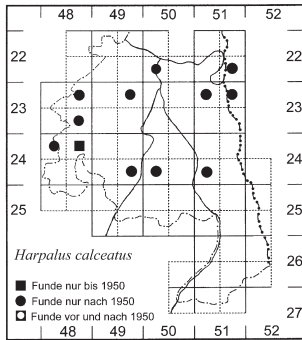 48 49 50 51 52
22 22
23 23
24 24
25 25
Harpalus calceatus
Funde nur bis 1950
Funde nur nach 1950
Funde vor und nach 1950
26
27
48 49 50 51 52